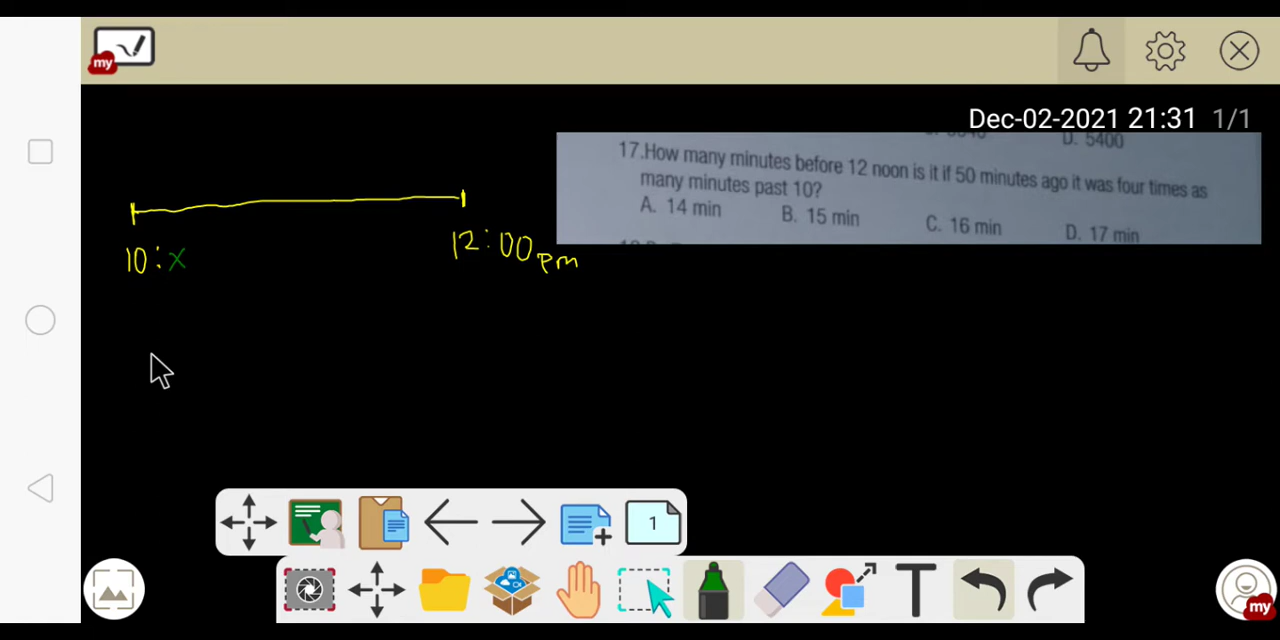 my
Dec-02-2021 21:31 1/1
D. 5400
17.How many minutes before 12 noon is it if 50 minutes ago it was four times as
many minutes past 10?
A. 14 min B. 15 min C. 16 min D. 17 min
10:x
12:00pm
1
T
my